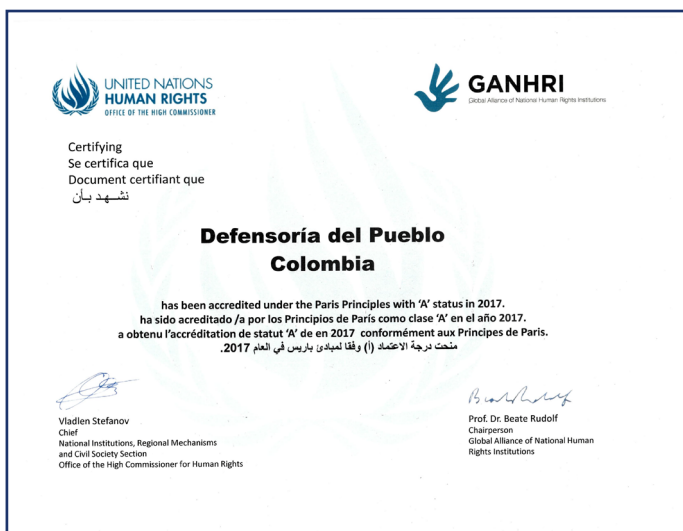 UNITED NATIONS
HUMAN RIGHTS
OFFICE OF THE HIGH COMMISSIONER
GANHRI
Global Alliance of National Human Rights Institutions
Certifying
Se certifica que
Document certifiant que
نشــهد بـأن
Defensoría del Pueblo
Colombia
has been accredited under the Paris Principles with ‘A’ status in 2017.
ha sido acreditado /a por los Principios de París como clase ‘A’ en el año 2017.
a obtenu l’accréditation de statut ‘A’ de en 2017 conformément aux Principes de Paris.
منحت درجة الاعتماد (أ) وفقا لمبادئ باريس في العام 2017.
Vladlen Stefanov
Chief
National Institutions, Regional Mechanisms
and Civil Society Section
Office of the High Commissioner for Human Rights
Prof. Dr. Beate Rudolf
Chairperson
Global Alliance of National Human
Rights Institutions